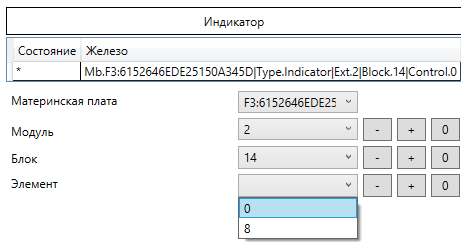 Индикатор
Состояние Железо
* Mb.F3:6152646EDE25150A345D|Type.Indicator|Ext.2|Block.14|Control.0
Материнская плата F3:6152646EDE25
Модуль 2 - + 0
Блок 14 - + 0
Элемент - + 0
0
8